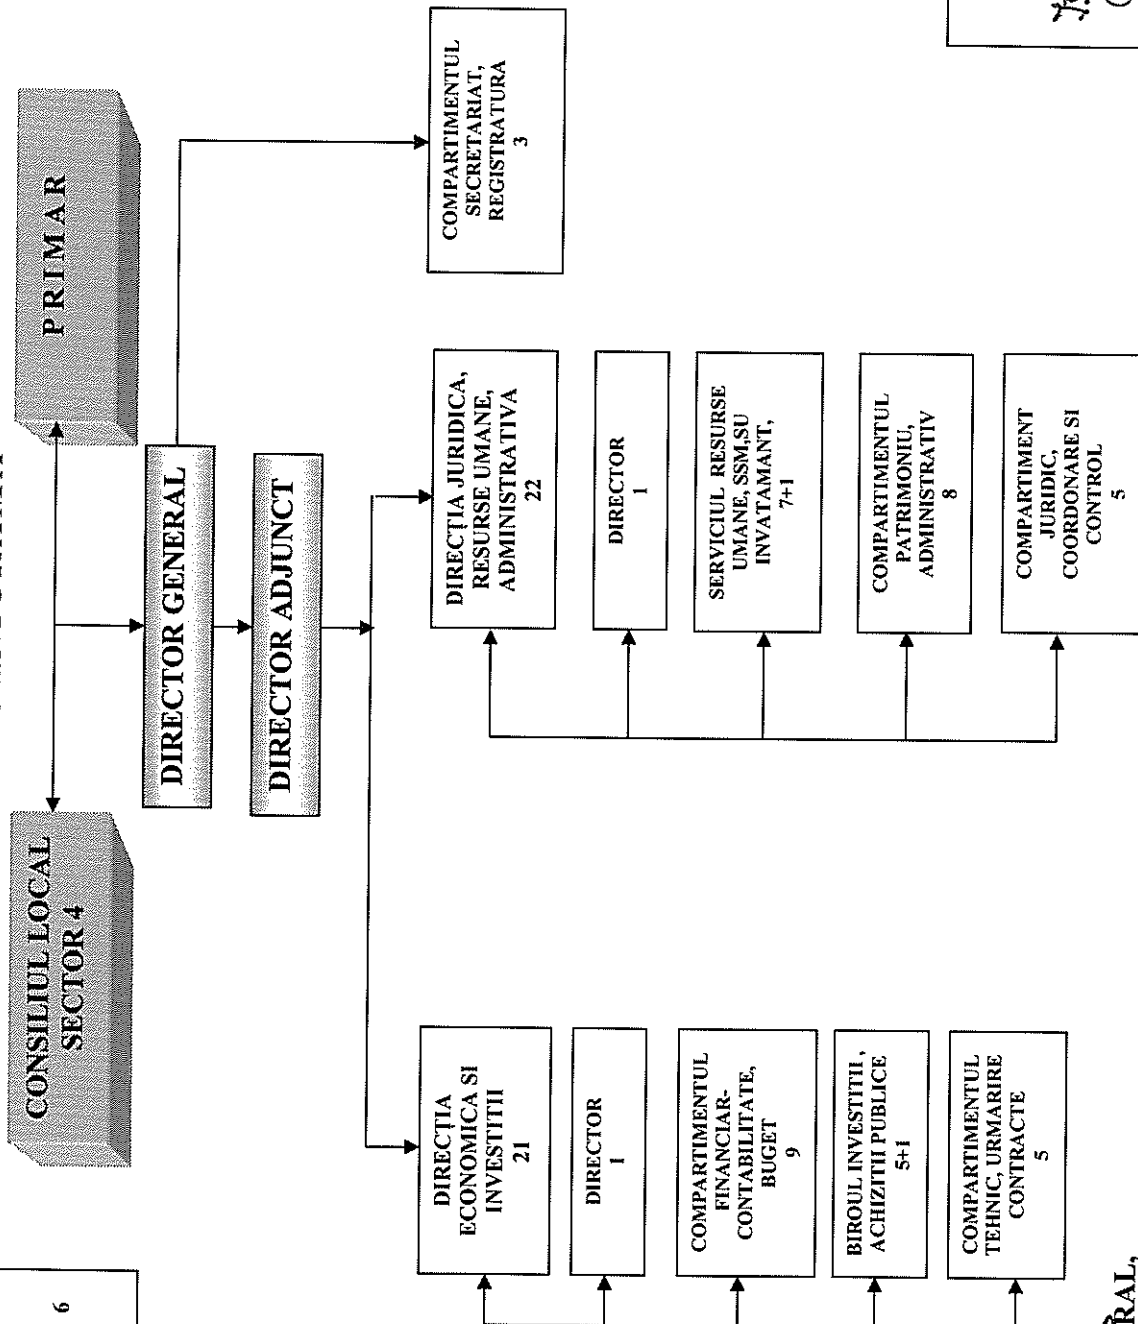 6
CONSILIUL LOCAL
SECTOR 4
PRIMAR
DIRECTOR GENERAL
DIRECTOR ADJUNCT
DIRECȚIA
ECONOMICA SI
INVESTITII
21
DIRECTOR
1
COMPARTIMENTUL
FINANCIAR-
CONTABILITATE,
BUGET
9
BIROUL INVESTITII ,
ACHIZITII PUBLICE
5+1
COMPARTIMENTUL
TEHNIC, URMARIRE
CONTRACTE
5
DIRECȚIA JURIDICA,
RESURSE UMANE,
ADMINISTRATIVA
22
DIRECTOR
1
SERVICIUL RESURSE
UMANE, SSM,SU
INVATAMANT,
7+1
COMPARTIMENTUL
PATRIMONIU,
ADMINISTRATIV
8
COMPARTIMENT
JURIDIC,
COORDONARE SI
CONTROL
5
COMPARTIMENTUL
SECRETARIAT,
REGISTRATURA
3
RAL,